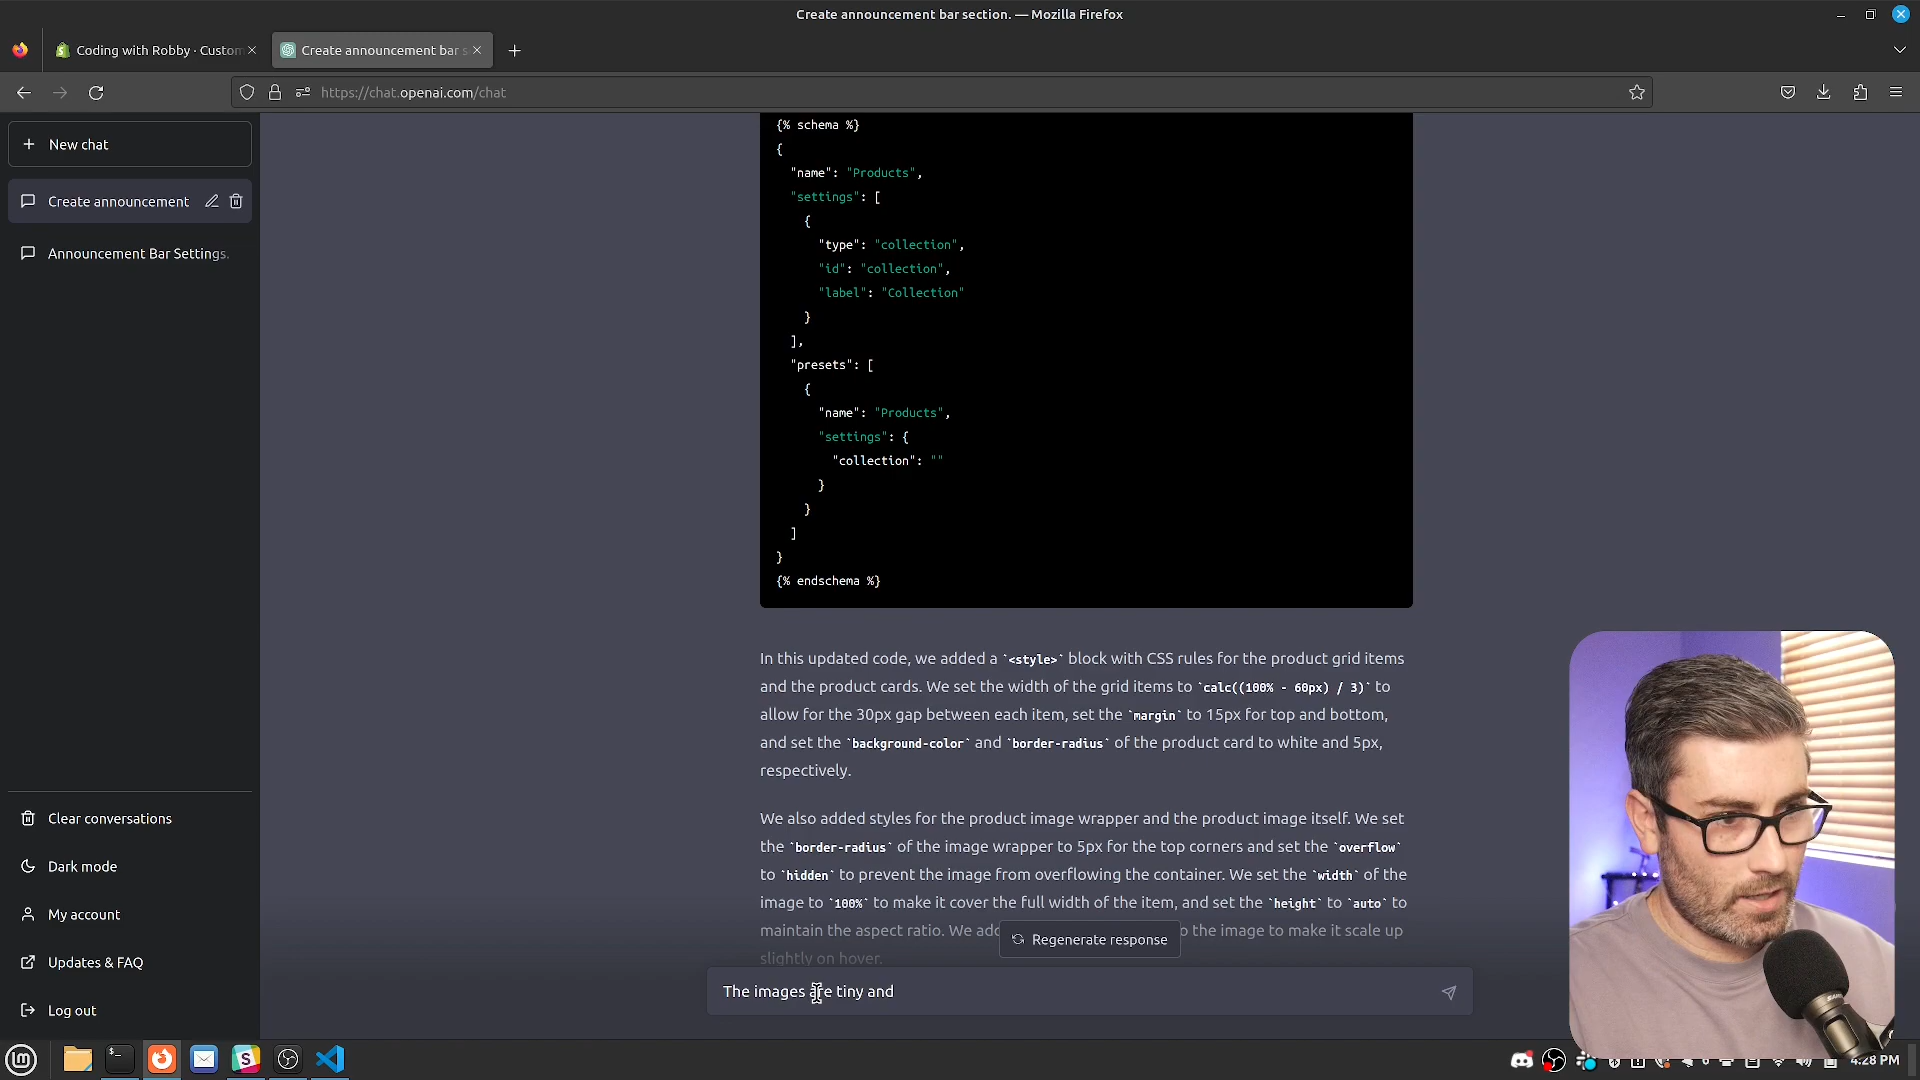 Create announcement bar section. — Mozilla Firefox
Coding with Robby · Custom
Create announcement bar s
https://chat.openai.com/chat
New chat
Create announcement
Announcement Bar Settings.
{% schema %}
{
"name": "Products",
"settings": [
{
"type": "collection",
"id": "collection",
"label": "Collection"
}
],
"presets": [
{
"name": "Products",
"settings": {
"collection": ""
}
}
]
}
{% endschema %}
In this updated code, we added a `<style>` block with CSS rules for the product grid items
and the product cards. We set the width of the grid items to `calc((100% - 60px) / 3)` to
allow for the 30px gap between each item, set the `margin` to 15px for top and bottom,
and set the `background-color` and `border-radius` of the product card to white and 5px,
respectively.
We also added styles for the product image wrapper and the product image itself. We set
the `border-radius` of the image wrapper to 5px for the top corners and set the `overflow`
to `hidden` to prevent the image from overflowing the container. We set the `width` of the
image to `100%` to make it cover the full width of the item, and set the `height` to `auto` to
maintain the aspect ratio. We add o the image to make it scale up
slightly on hover.
Regenerate response
The images are tiny and
Clear conversations
Dark mode
My account
Updates & FAQ
Log out
4:28 PM